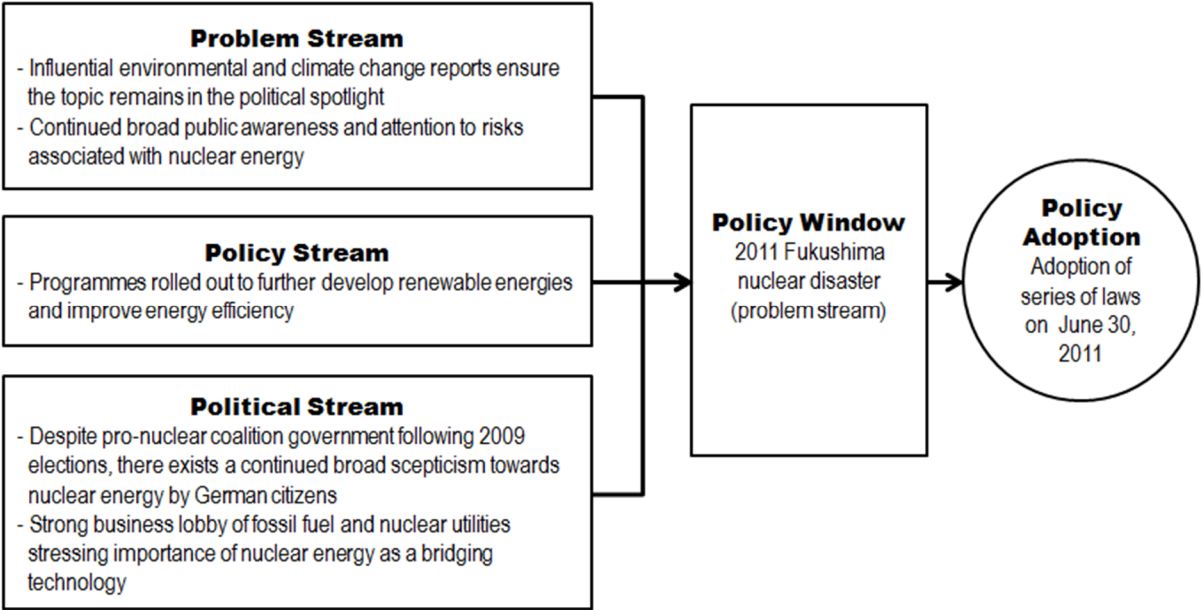 Problem Stream
- Influential environmental and climate change reports ensure
the topic remains in the political spotlight
- Continued broad public awareness and attention to risks
associated with nuclear energy
Policy Stream
- Programmes rolled out to further develop renewable energies
and improve energy efficiency
Political Stream
- Despite pro-nuclear coalition government following 2009
elections, there exists a continued broad scepticism towards
nuclear energy by German citizens
- Strong business lobby of fossil fuel and nuclear utilities
stressing importance of nuclear energy as a bridging
technology
Policy Window
2011 Fukushima
nuclear disaster
(problem stream)
Policy
Adoption
Adoption of
series of laws
on June 30,
2011